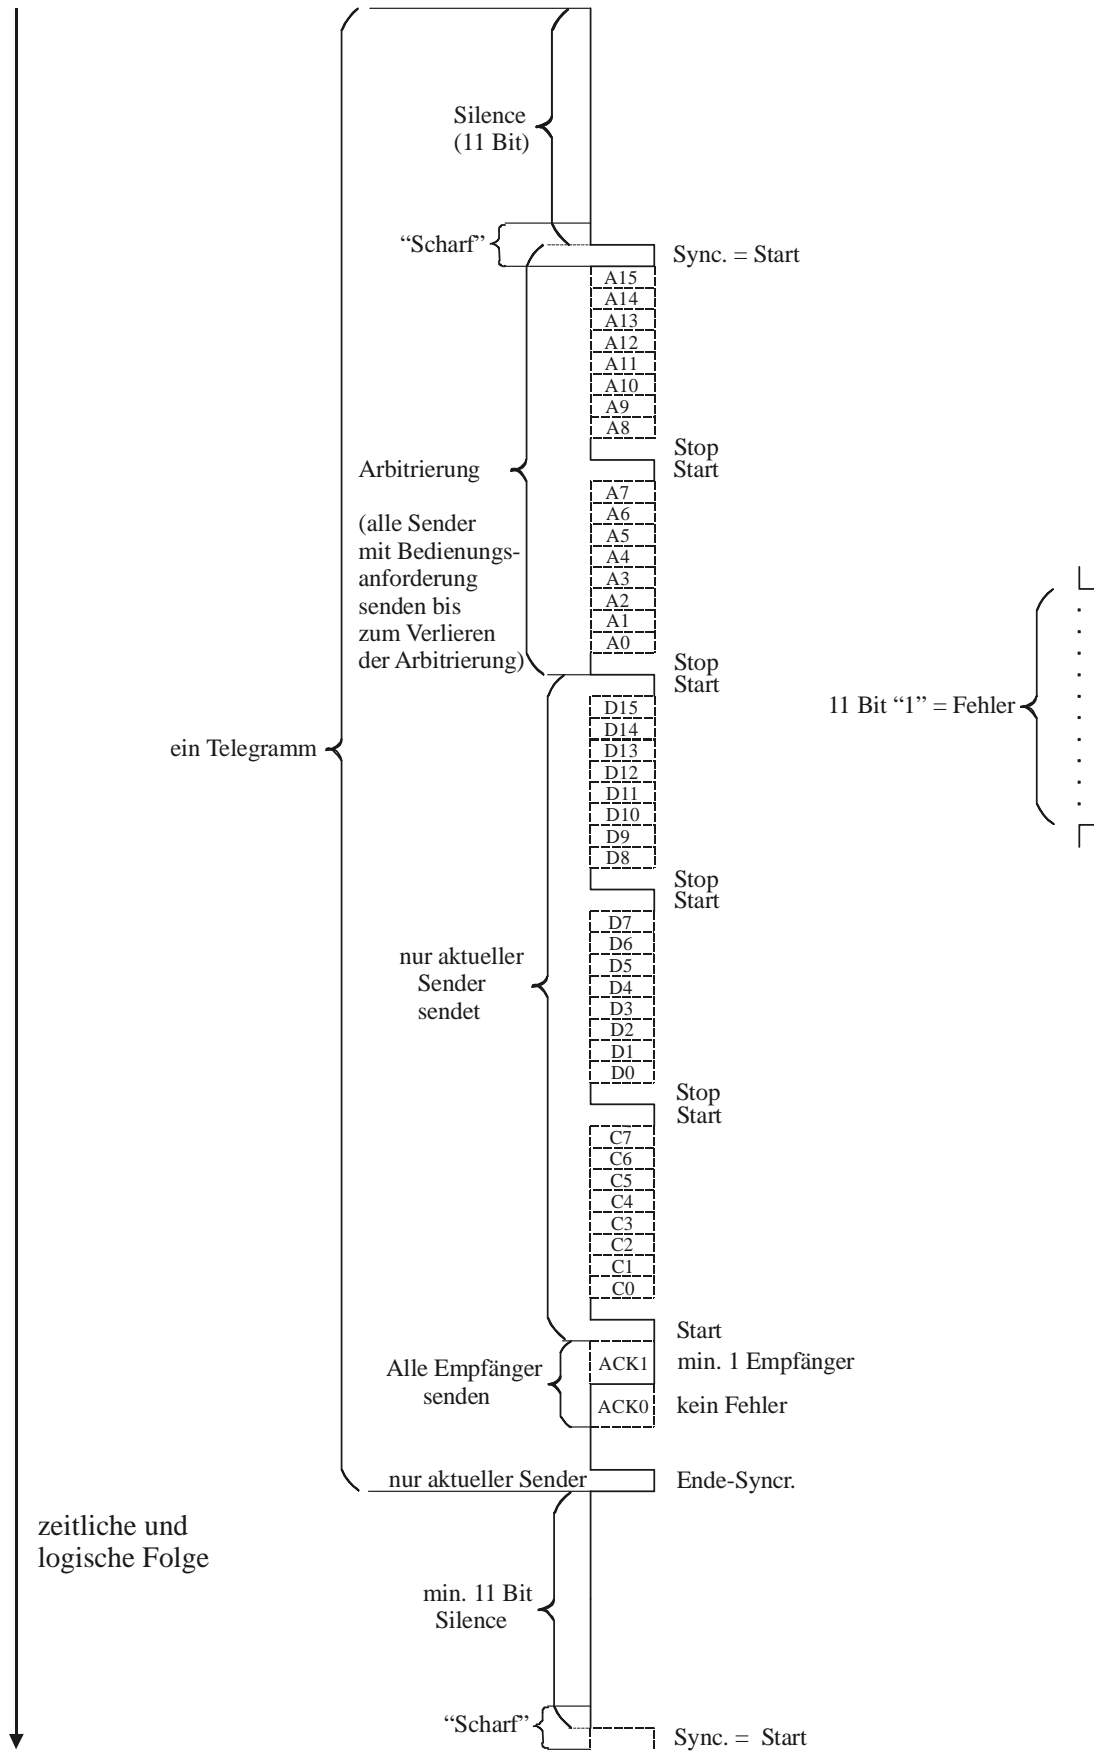 Silence
(11 Bit)
“Scharf”
Sync. = Start
A15
A14
A13
A12
A11
A10
A9
A8
Stop
Start
Arbitrierung
(alle Sender
mit Bedienungs-
anforderung
senden bis
zum Verlieren
der Arbitrierung)
A7
A6
A5
A4
A3
A2
A1
A0
Stop
Start
11 Bit “1” = Fehler
ein Telegramm
D15
D14
D13
D12
D11
D10
D9
D8
Stop
Start
nur aktueller
Sender
sendet
D7
D6
D5
D4
D3
D2
D1
D0
Stop
Start
C7
C6
C5
C4
C3
C2
C1
C0
Start
Alle Empfänger
senden
ACK1
min. 1 Empfänger
ACK0
kein Fehler
nur aktueller Sender
Ende-Syncr.
zeitliche und
logische Folge
min. 11 Bit
Silence
“Scharf”
Sync. = Start